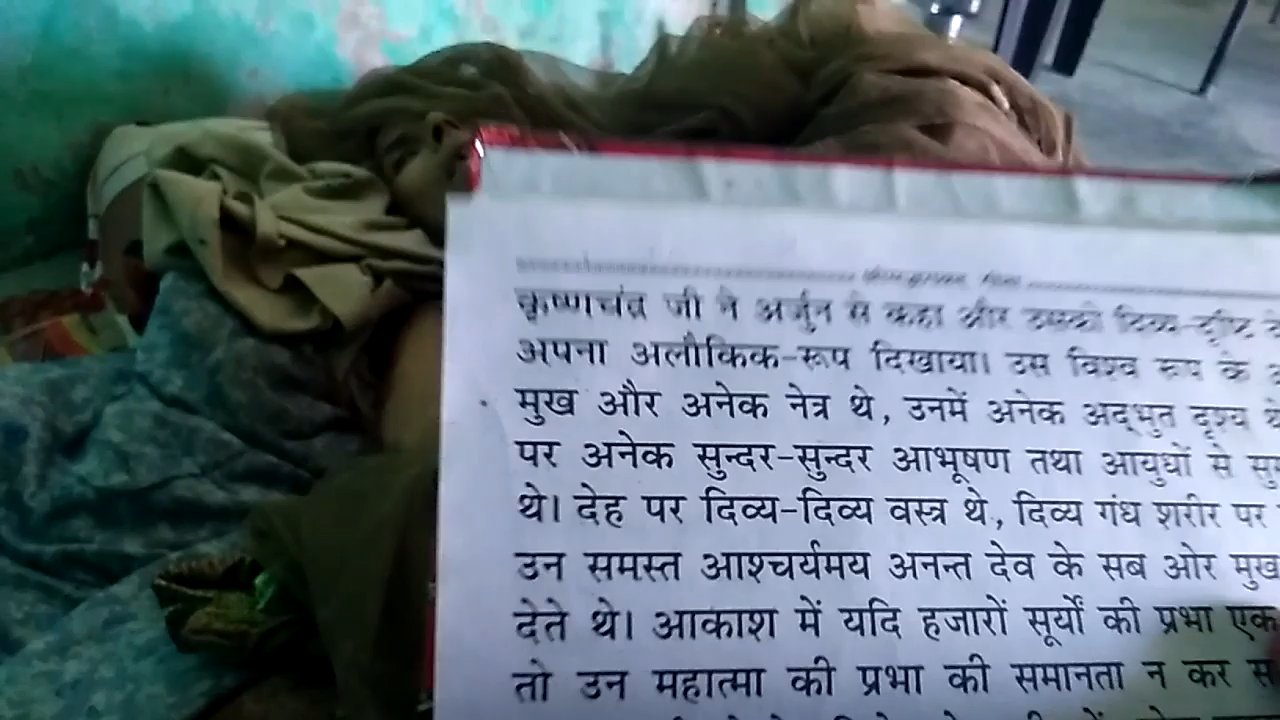 कृष्णचंद्र जी ने अर्जुन से कहा और उसको दिव्य-दृष्टि
अपना अलौकिक-रूप दिखाया। उस विश्व रूप के
मुख और अनेक नेत्र थे, उनमें अनेक अद्भुत दृश्य
पर अनेक सुन्दर-सुन्दर आभूषण तथा आयुधों से
थे। देह पर दिव्य-दिव्य वस्त्र थे, दिव्य गंध शरीर पर
उन समस्त आश्चर्यमय अनन्त देव के सब ओर मुख
देते थे। आकाश में यदि हजारों सूर्यों की प्रभा एक
तो उन महात्मा की प्रभा की समानता न कर